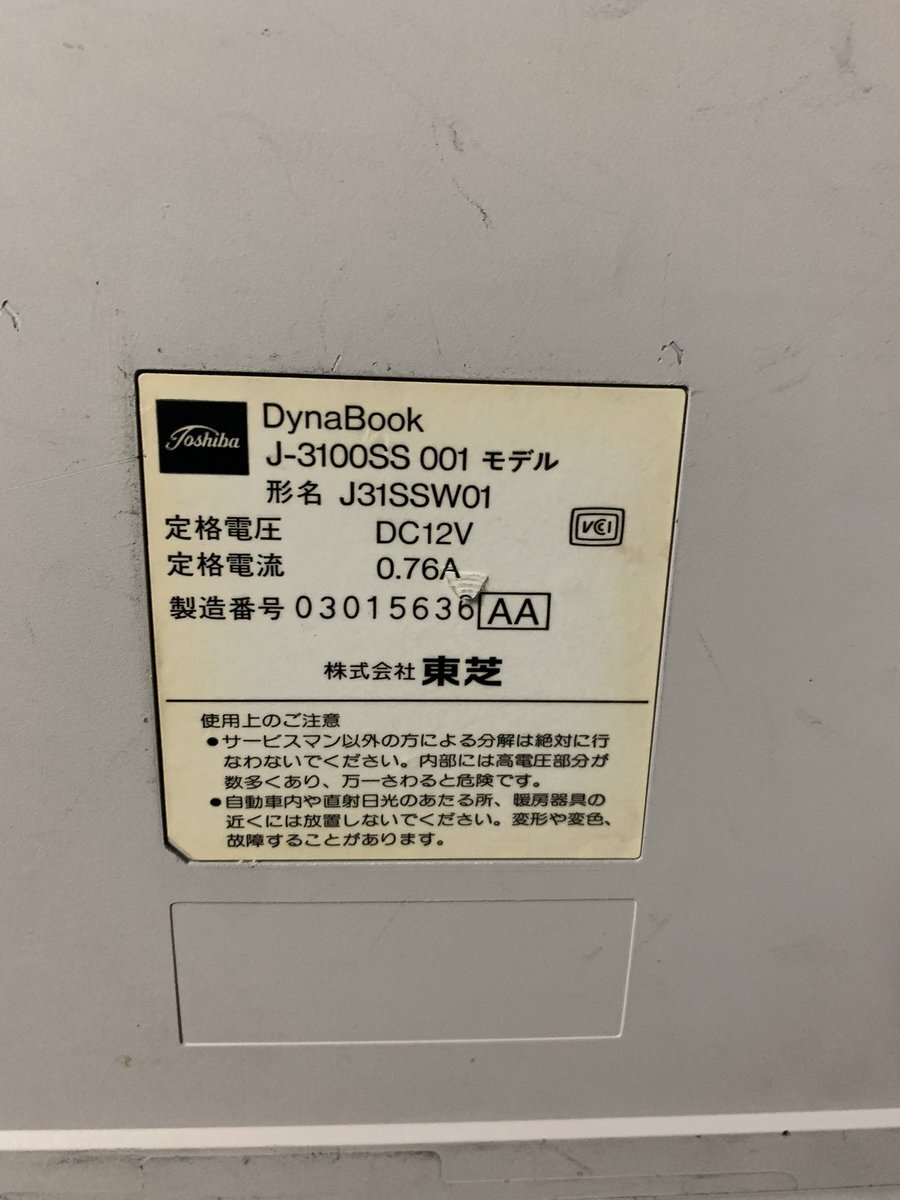 Toshiba
DynaBook
J-3100SS 001 モデル
形名 J31SSW01
定格電圧 DC12V
VCCI
定格電流 0.76A
製造番号 03015636 AA
株式会社 東芝
使用上のご注意
●サービスマン以外の方による分解は絶対に行
なわないでください。内部には高電圧部分が
数多くあり、万一さわると危険です。
●自動車内や直射日光のあたる所、暖房器具の
近くには放置しないでください。変形や変色、
故障することがあります。